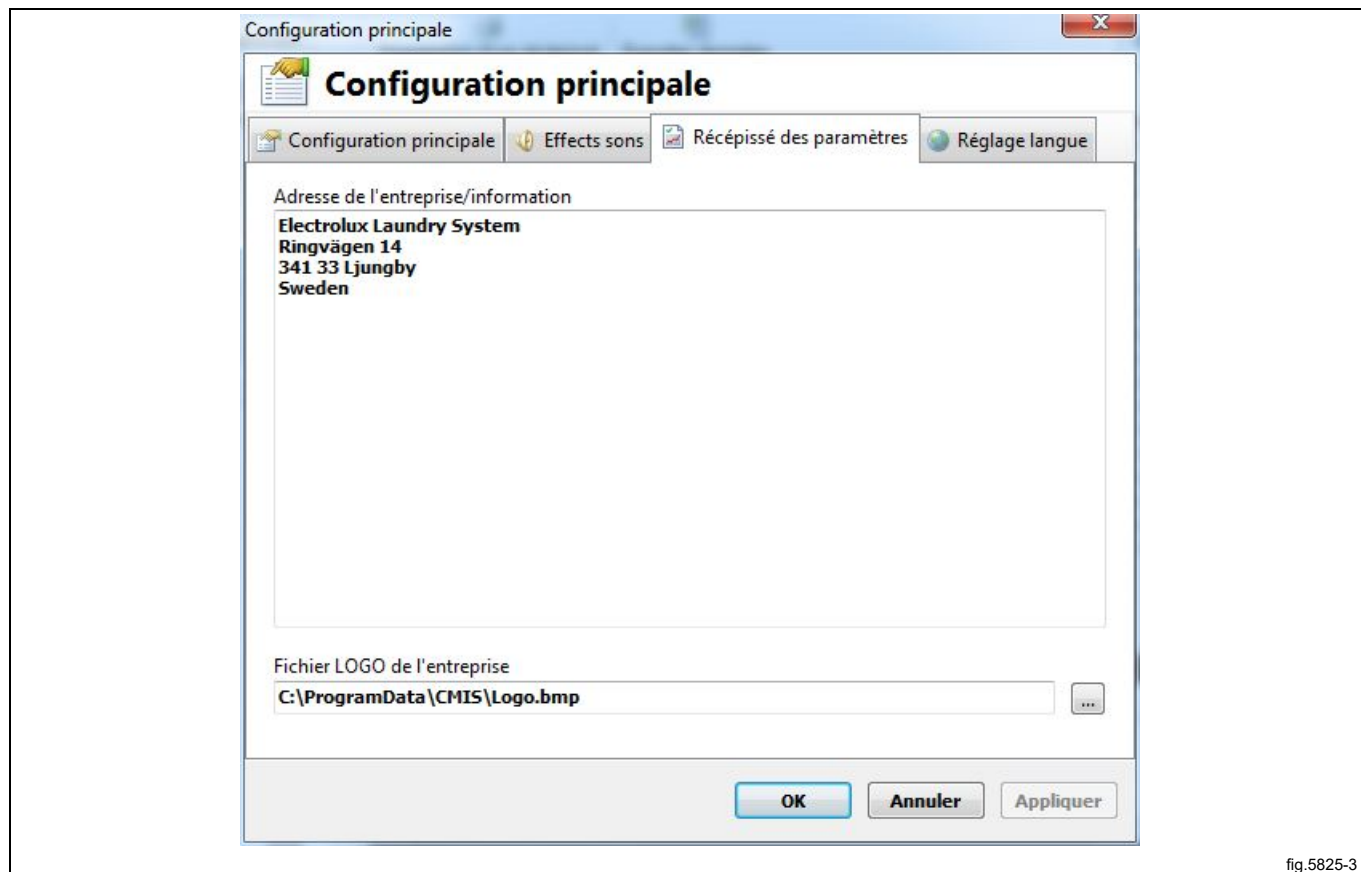 Configuration principale
Configuration principale
Configuration principale
Effects sons
Récépissé des paramètres
Réglage langue
Adresse de l'entreprise/information
Electrolux Laundry System
Ringvägen 14
341 33 Ljungby
Sweden
Fichier LOGO de l'entreprise
C:\ProgramData\CMIS\Logo.bmp
...
OK
Annuler
Appliquer
fig.5825-3